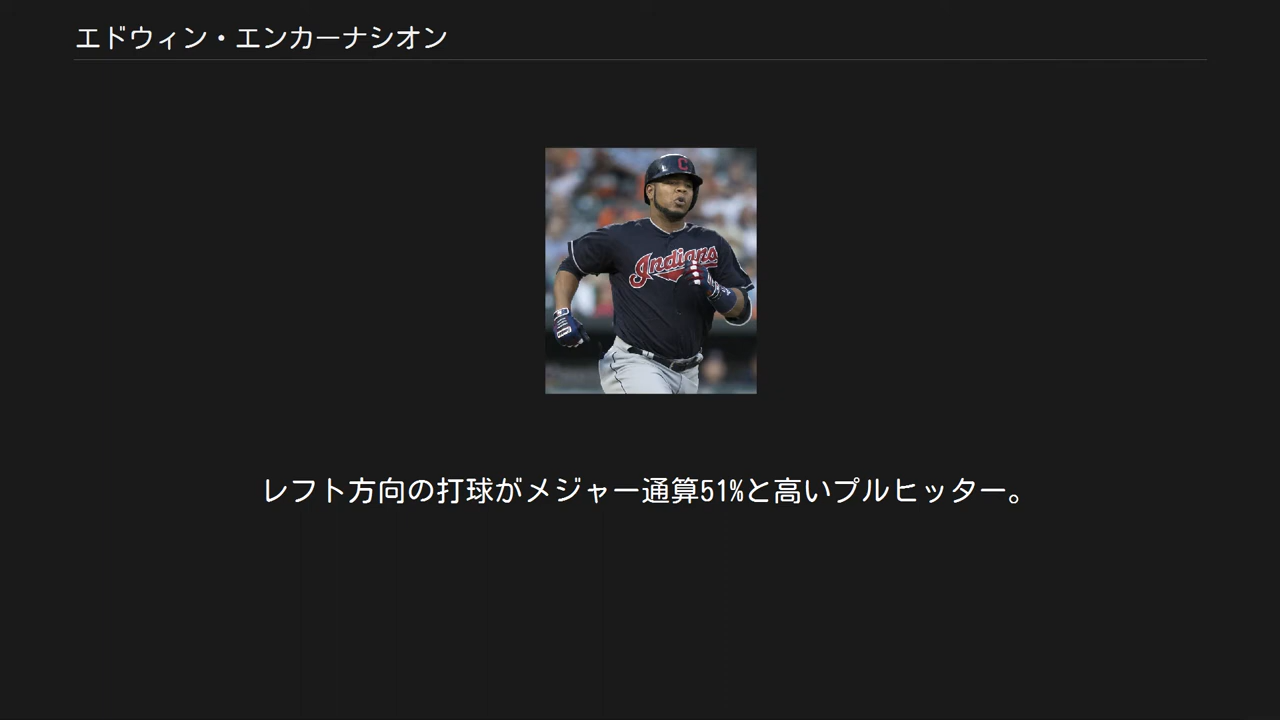 エドウィン・エンカーナシオン
C
Indians
レフト方向の打球がメジャー通算51%と高いプルヒッター。